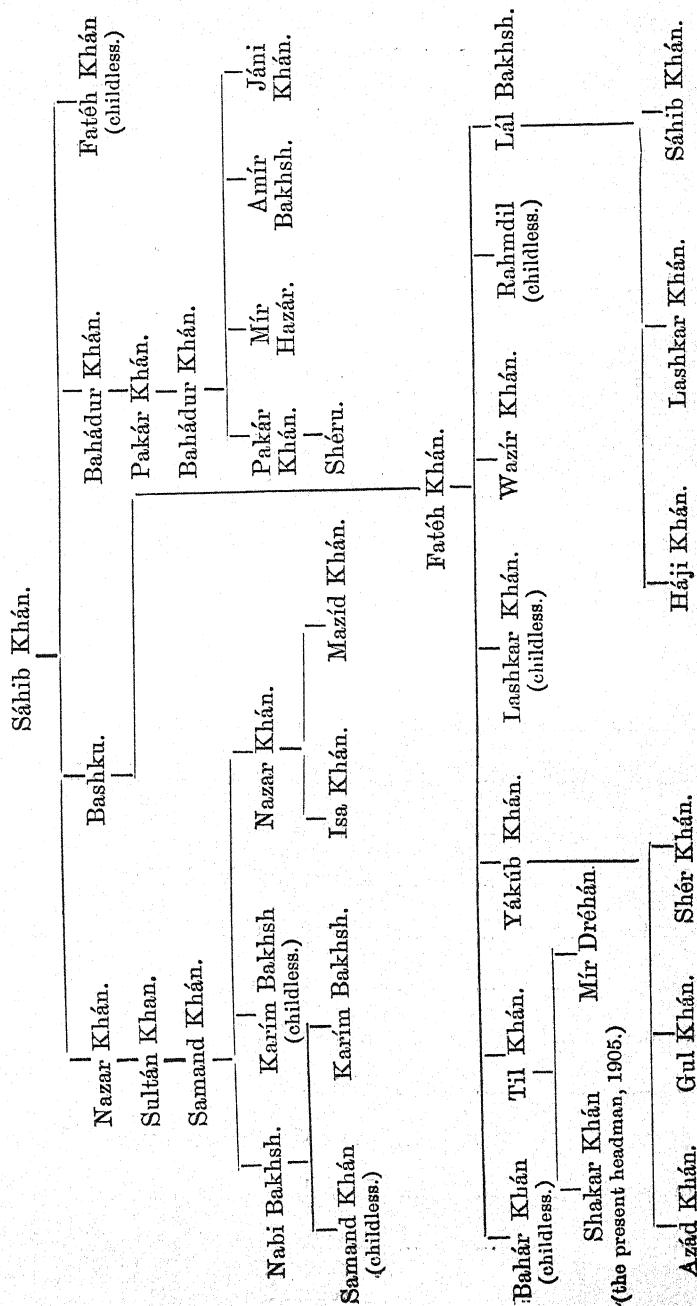 Sáhib Khán.
Nazar Khán.
Bashku.
Bahádur Khán.
Fatéh Khán
(childless.)
Sultán Khan.
Pakár Khán.
Samand Khán.
Bahádur Khán.
Nabi Bakhsh.
Karím Bakhsh
(childless.)
Nazar Khán.
Pakár
Khán.
Mír
Hazár.
Amír
Bakhsh.
Jáni
Khán.
Samand Khán
(childless.)
Karím Bakhsh.
Isa Khán.
Mazíd Khán.
Shéru.
Fatéh Khán.
Bahár Khán
(childless.)
Til Khán.
Yákúb Khán.
Lashkar Khán.
(childless.)
Wazír Khán.
Rahmdil
(childless.)
Lál Bakhsh.
Shakar Khán
(the present headman, 1905.)
Mír Dréhán.
Azád Khán.
Gul Khán.
Shér Khán.
Háji Khán.
Lashkar Khán.
Sáhib Khán.